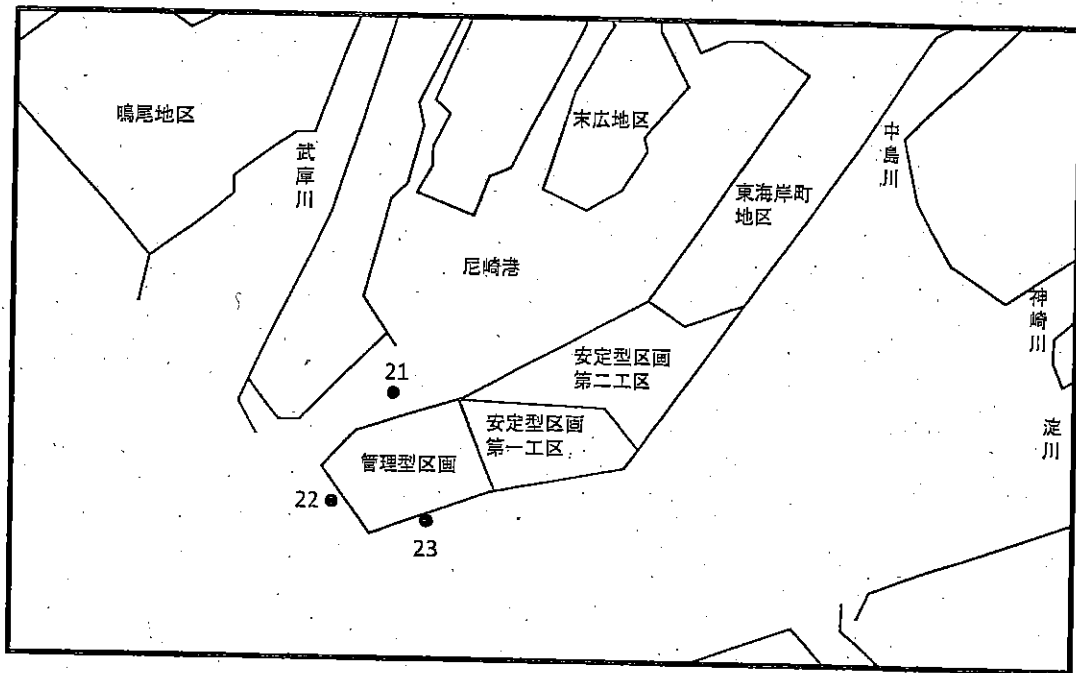 鳴尾地区
武庫川
末広地区
中島川
東海岸町
地区
尼崎港
神崎川
安定型区画
第二工区
21
安定型区画
第一工区
淀川
管理型区画
22
23